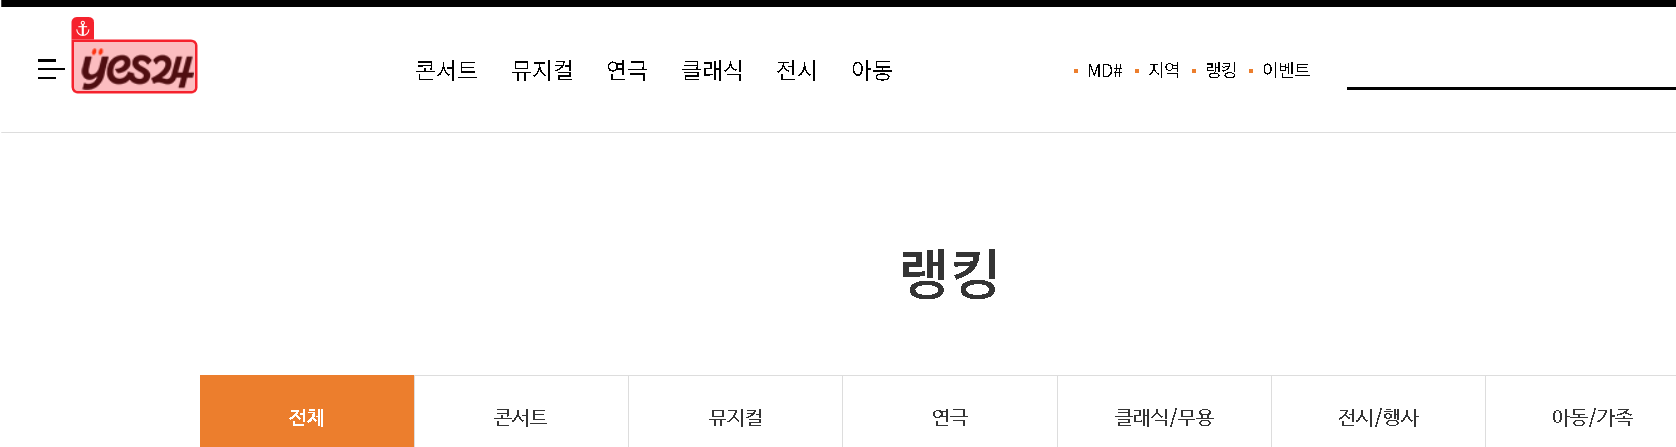 yes24
콘서트 뮤지컬 연극 클래식 전시 아동
MD# 지역 랭킹 이벤트
랭킹
전체 콘서트 뮤지컬 연극 클래식/무용 전시/행사 아동/가족